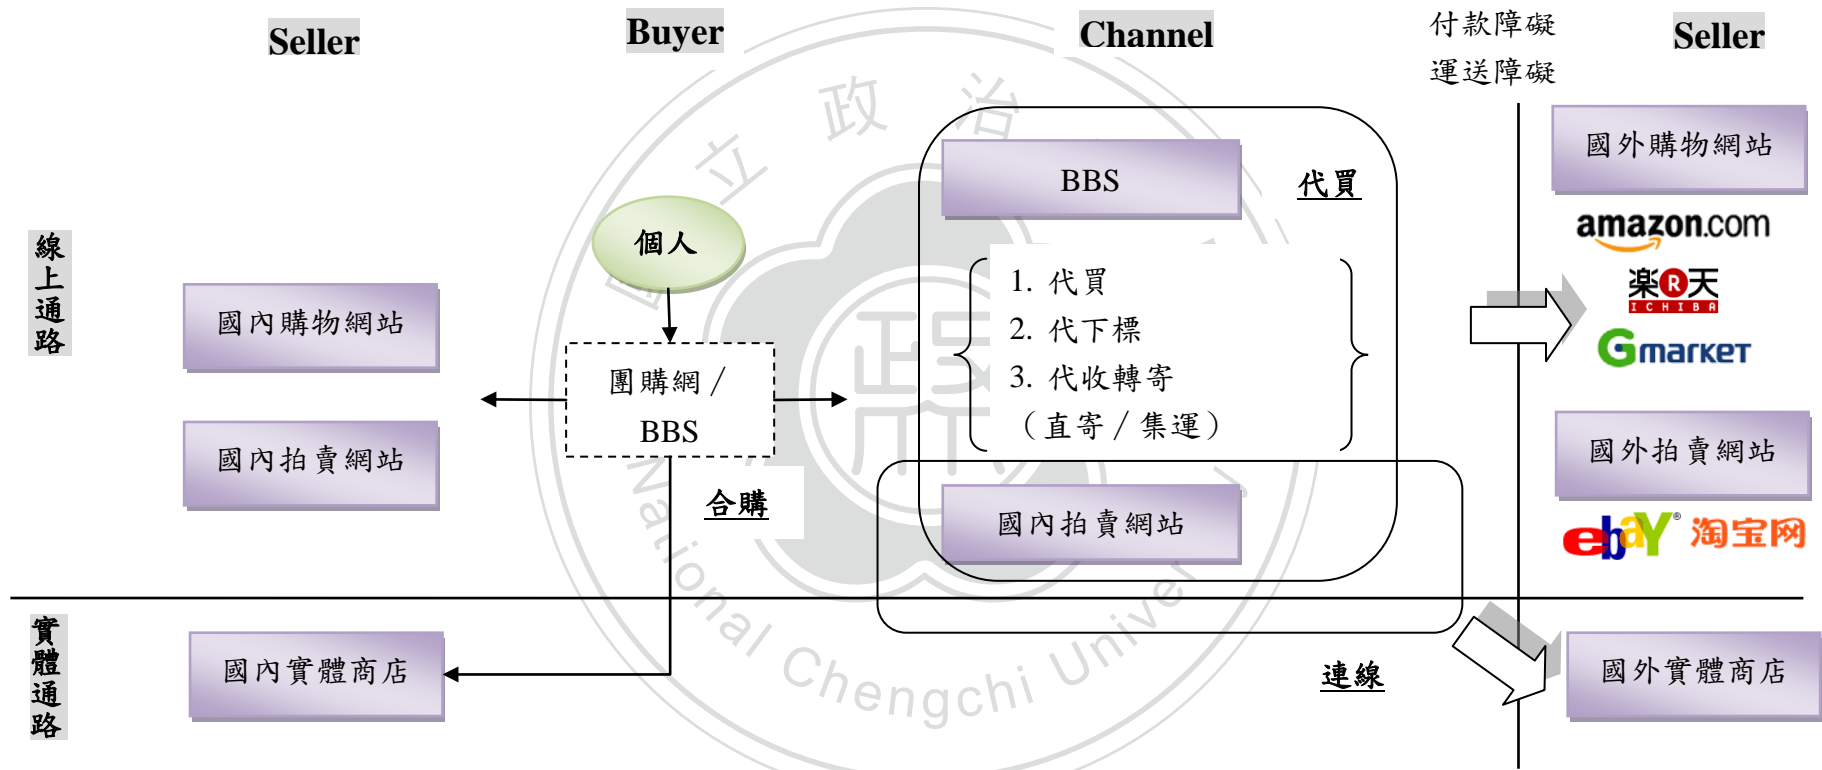 Seller
Buyer
Channel
付款障礙
運送障礙
Seller
線上通路
國內購物網站
國內拍賣網站
個人
團購網/
BBS
合購
BBS
代買
1. 代買
2. 代下標
3. 代收轉寄
（直寄/集運）
國內拍賣網站
國外購物網站
amazon.com
楽R天
ICHIBA
Gmarket
國外拍賣網站
ebaY®
淘宝网
實體通路
國內實體商店
連線
國外實體商店
立政治
National Chengchi Univer